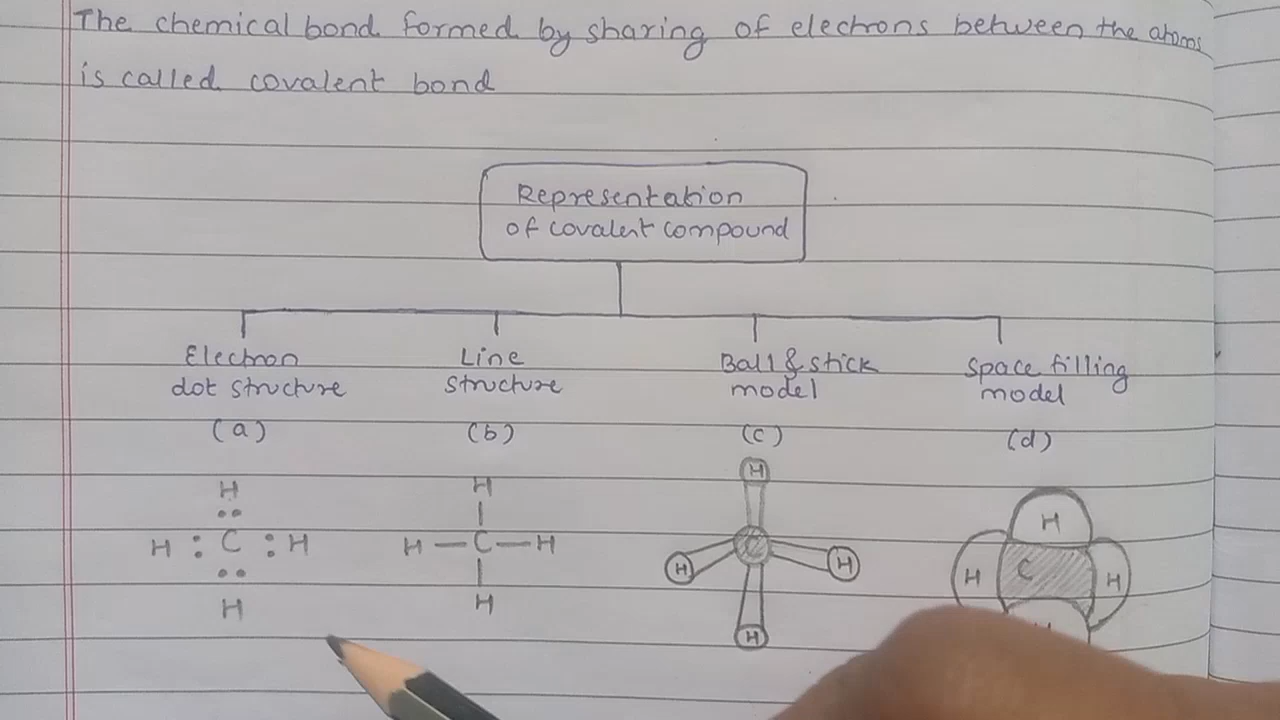 The chemical bond formed by sharing of electrons between the atoms
is called covalent bond
Representation
of covalent compound
Electron
dot structure
(a)
Line
structure
(b)
Ball & stick
model
(c)
Space filling
model
(d)
H
H : C : H
H
H
H — C — H
H
H
C
H
H
H
H
H
C
H